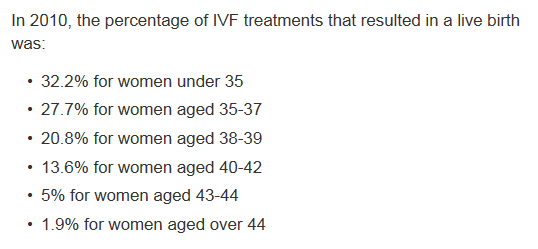 In 2010, the percentage of IVF treatments that resulted in a live birth
was:
• 32.2% for women under 35
• 27.7% for women aged 35-37
• 20.8% for women aged 38-39
• 13.6% for women aged 40-42
• 5% for women aged 43-44
• 1.9% for women aged over 44